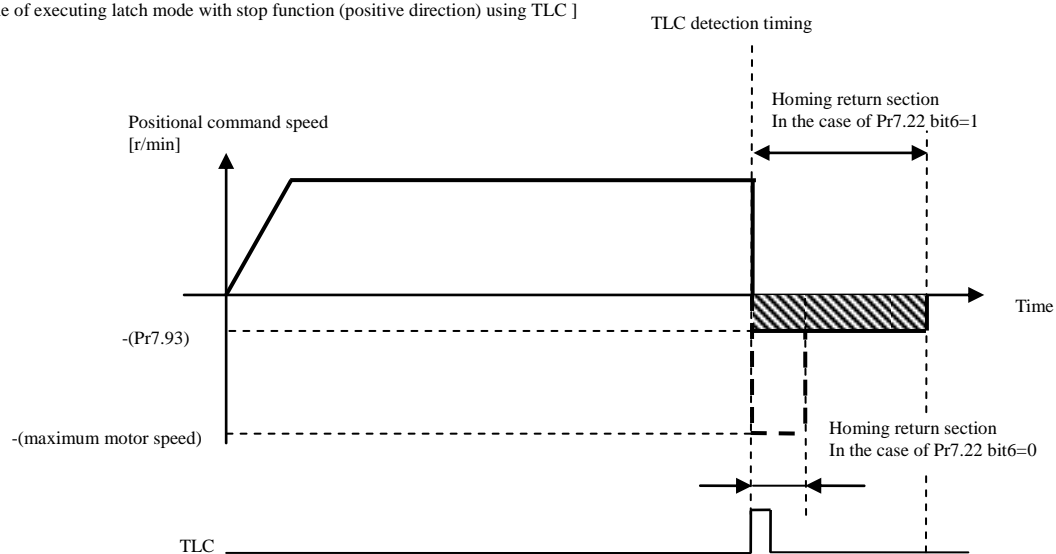 e of executing latch mode with stop function (positive direction) using TLC ]
TLC detection timing
Homing return section
In the case of Pr7.22 bit6=1
Positional command speed
[r/min]
Time
-(Pr7.93)
-(maximum motor speed)
Homing return section
In the case of Pr7.22 bit6=0
TLC